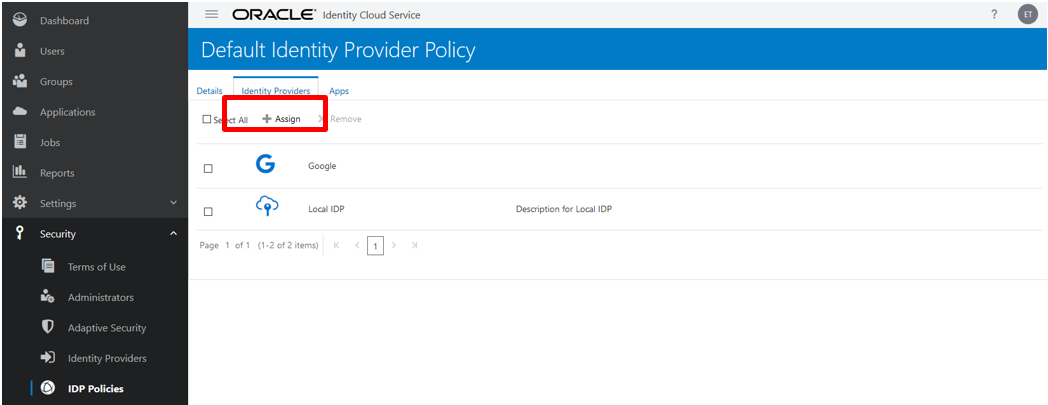 Dashboard
Users
Groups
Applications
Jobs
Reports
Settings
Security
Terms of Use
Administrators
Adaptive Security
Identity Providers
IDP Policies
ORACLE® Identity Cloud Service
? ET
Default Identity Provider Policy
Details Identity Providers Apps
Select All + Assign × Remove
Google
Local IDP Description for Local IDP
Page 1 of 1 (1-2 of 2 items) 1